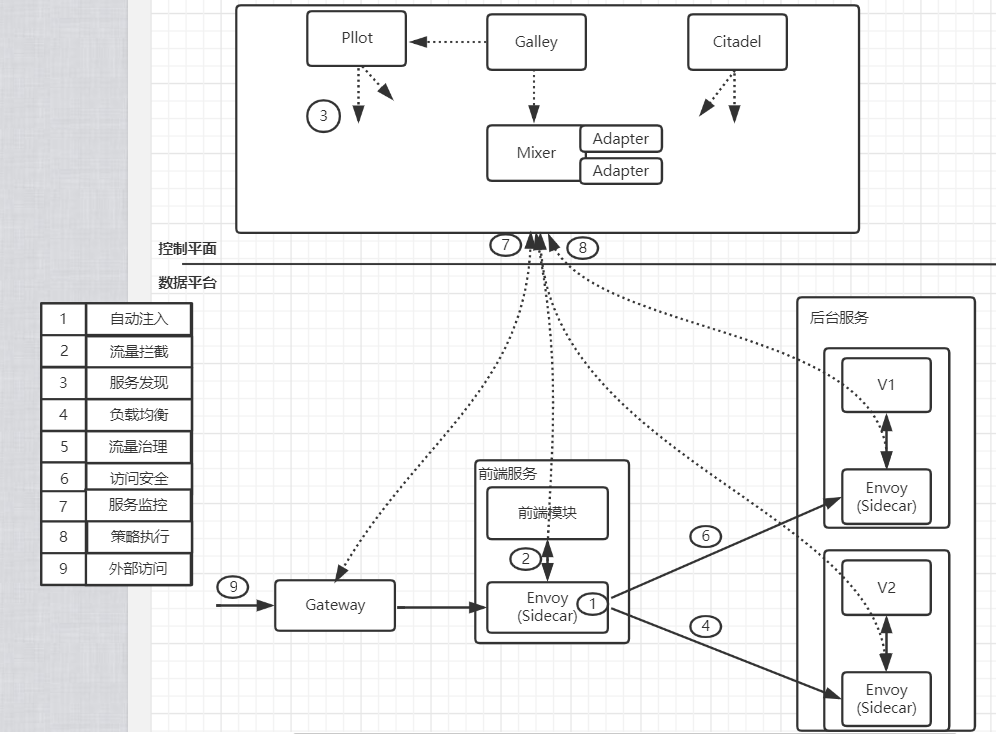 Pllot
Galley
Citadel
3
Mixer
Adapter
Adapter
控制平面
7
8
数据平台
1 自动注入
2 流量拦截
3 服务发现
4 负载均衡
5 流量治理
6 访问安全
7 服务监控
8 策略执行
9 外部访问
后台服务
V1
Envoy
(Sidecar)
前端服务
前端模块
2
6
9
Gateway
Envoy
(Sidecar)
1
4
V2
Envoy
(Sidecar)